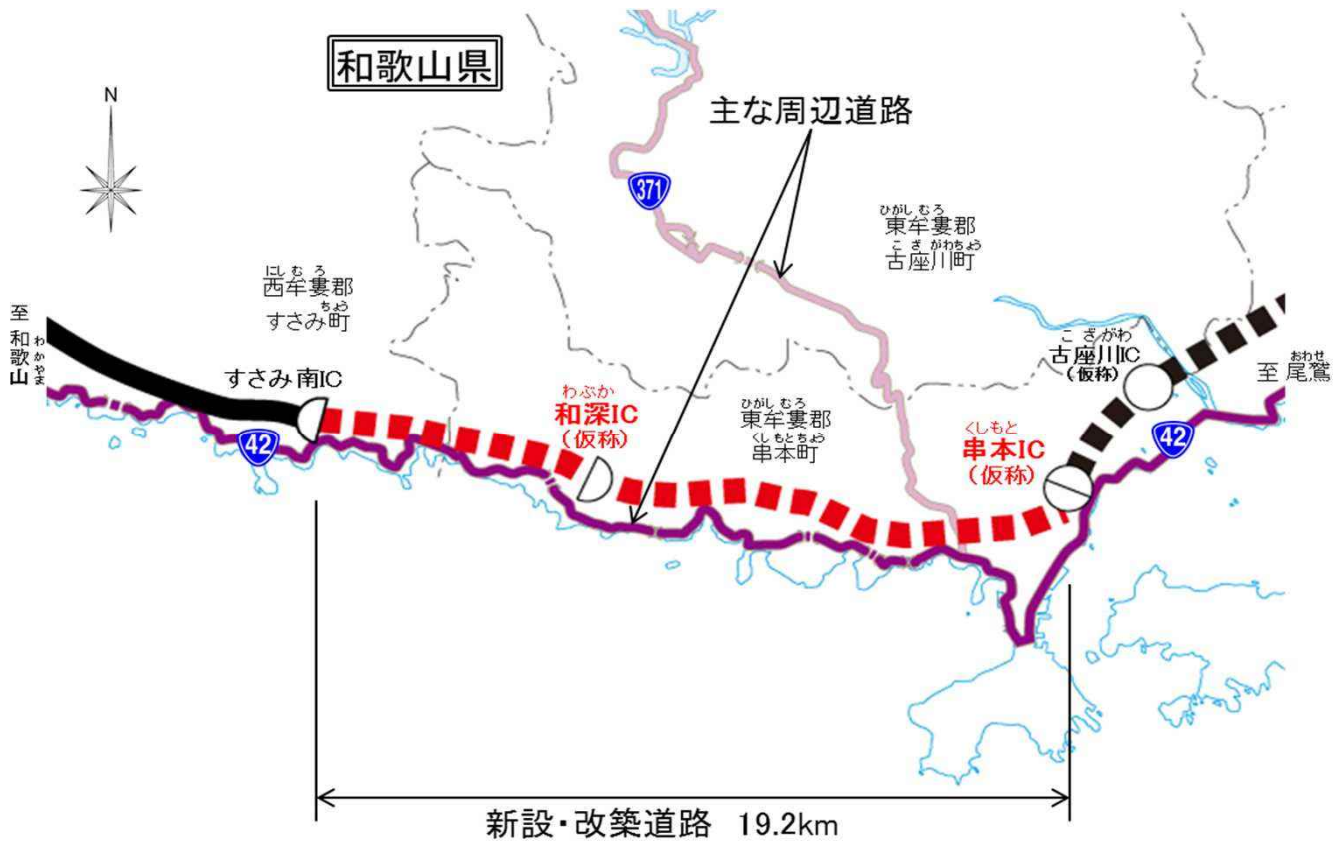 和歌山県
N
主な周辺道路
371
ひがし むろ
東牟婁郡
こ ざ がわちょう
古座川町
にし む ろ
西牟婁郡
ちょう
すさみ町
至 和歌山
わ か や ま
すさみ南IC
42
わ ぶ か
和深IC
(仮称)
ひがし むろ
東牟婁郡
くしもとちょう
串本町
くしもと
串本IC
(仮称)
こ ざ が わ
古座川IC
(仮称)
おわせ
至 尾鷲
42
新設・改築道路 19.2km